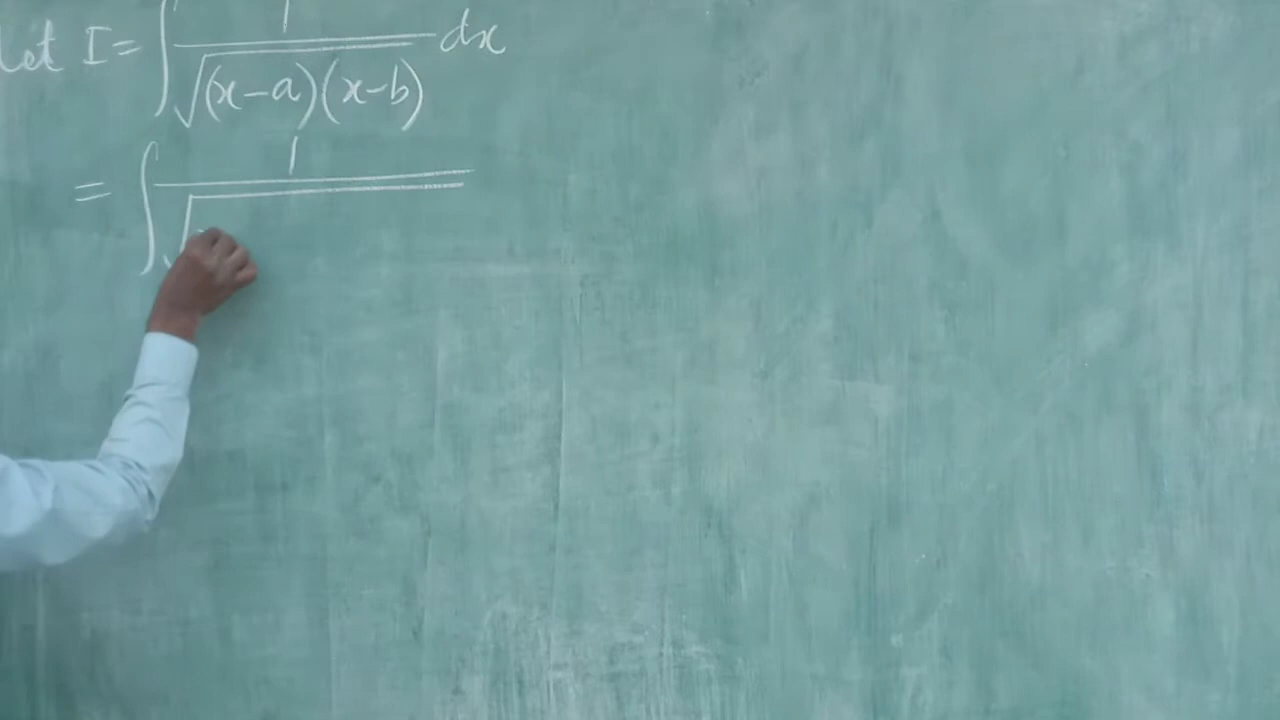 Let I = ∫ 1/√((x-a)(x-b)) dx
= ∫ 1/√